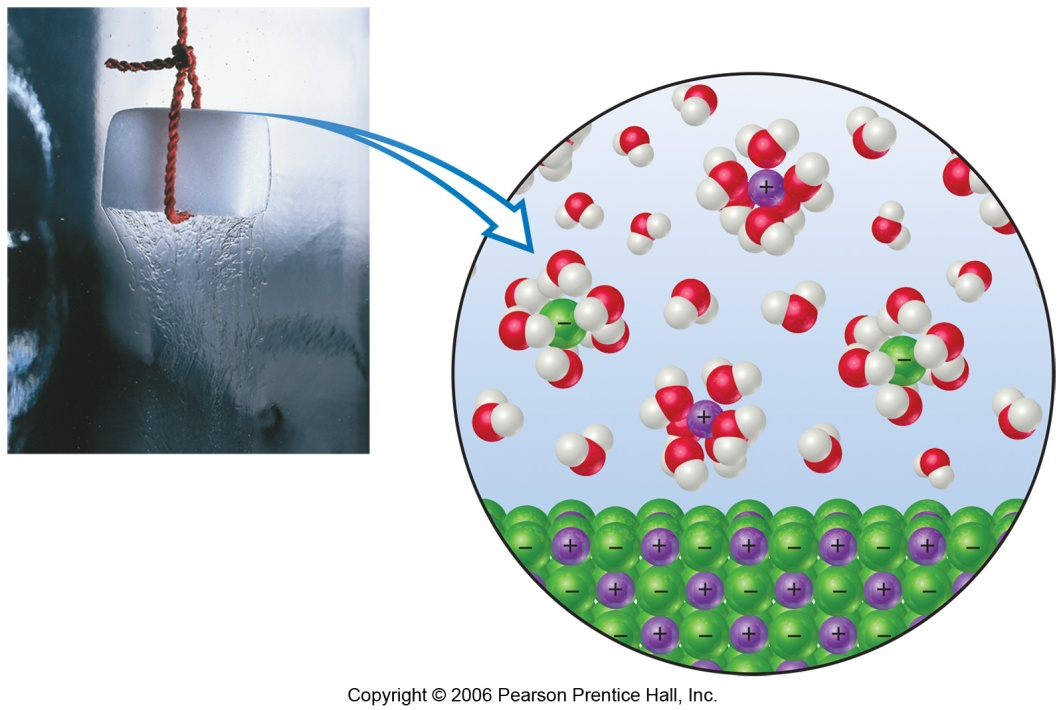 +
−
−
+
− + − + − + − + − + −
− + − + − + − + −
− + − + − + −
Copyright © 2006 Pearson Prentice Hall, Inc.